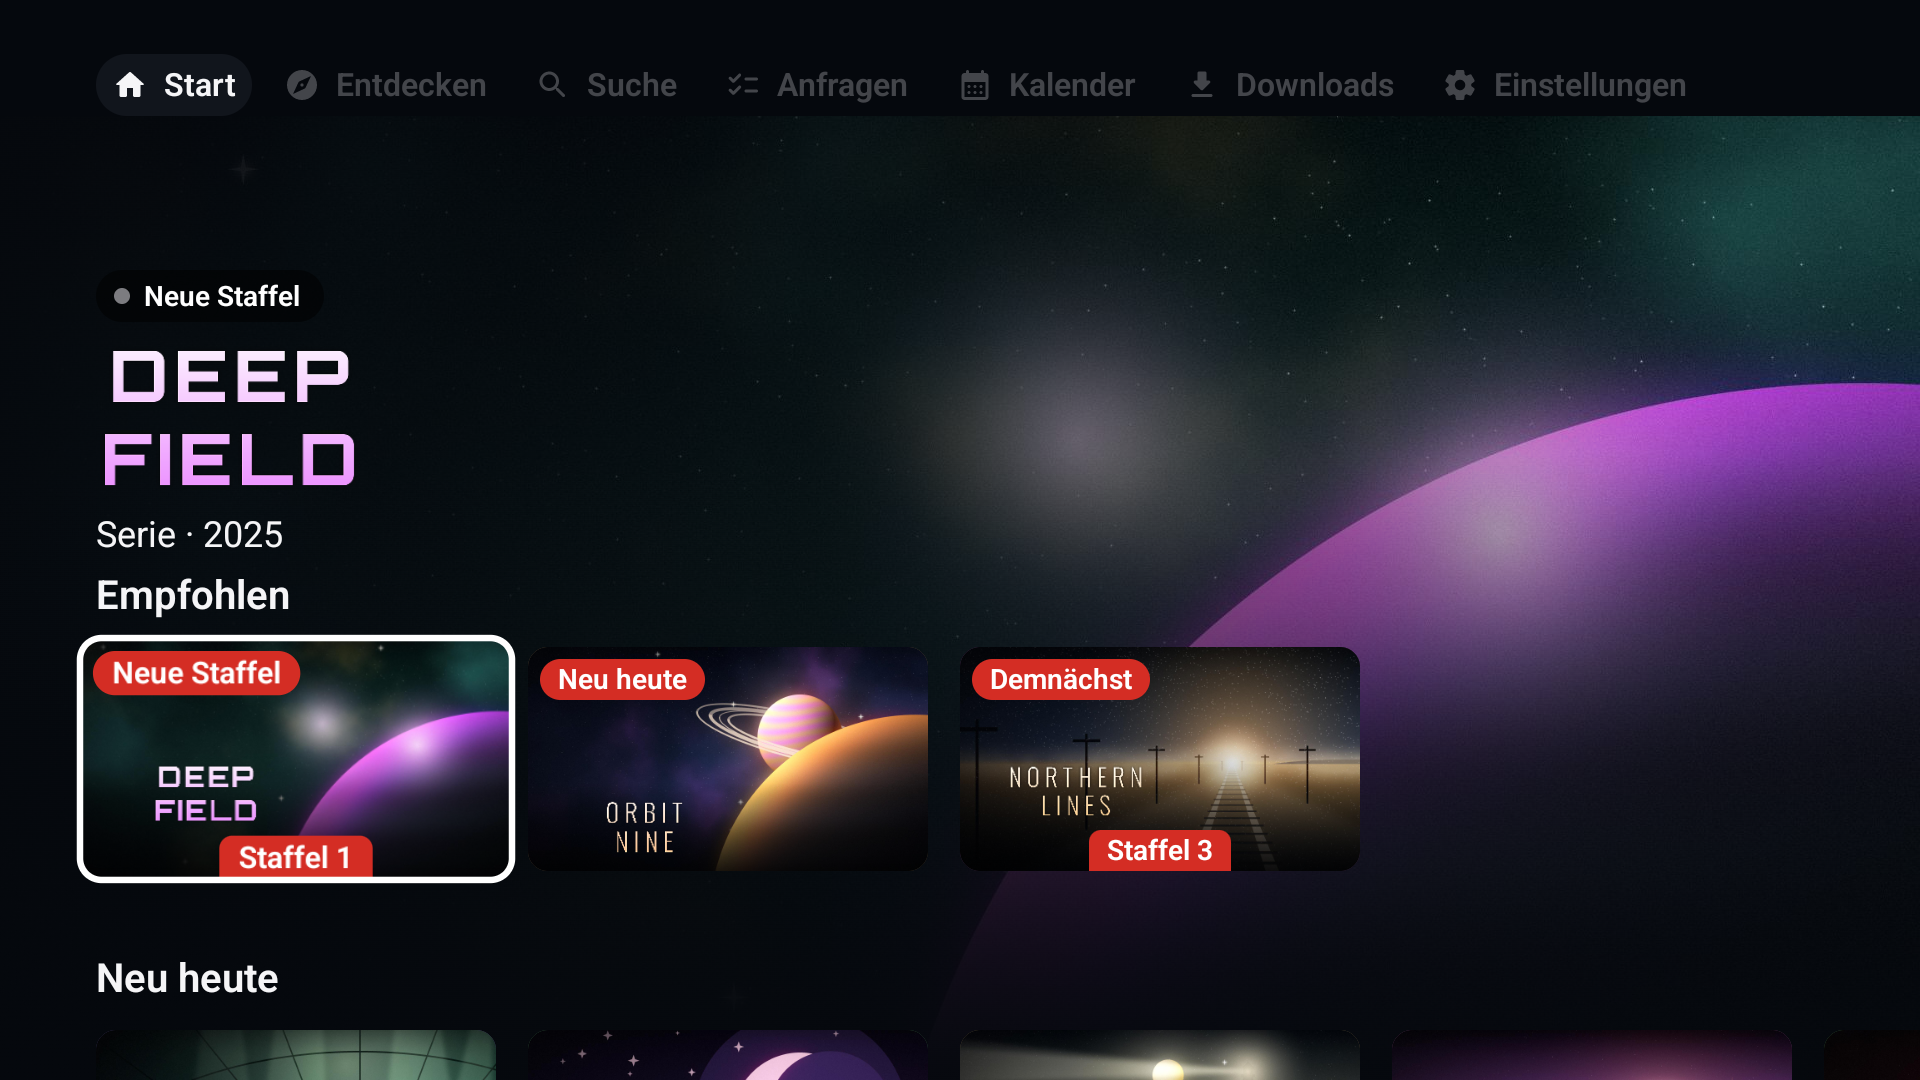 Start
Entdecken
Suche
Anfragen
Kalender
Downloads
Einstellungen
Neue Staffel
DEEP
FIELD
Serie · 2025
Empfohlen
Neue Staffel
DEEP
FIELD
Staffel 1
Neu heute
ORBIT
NINE
Demnächst
NORTHERN
LINES
Staffel 3
Neu heute